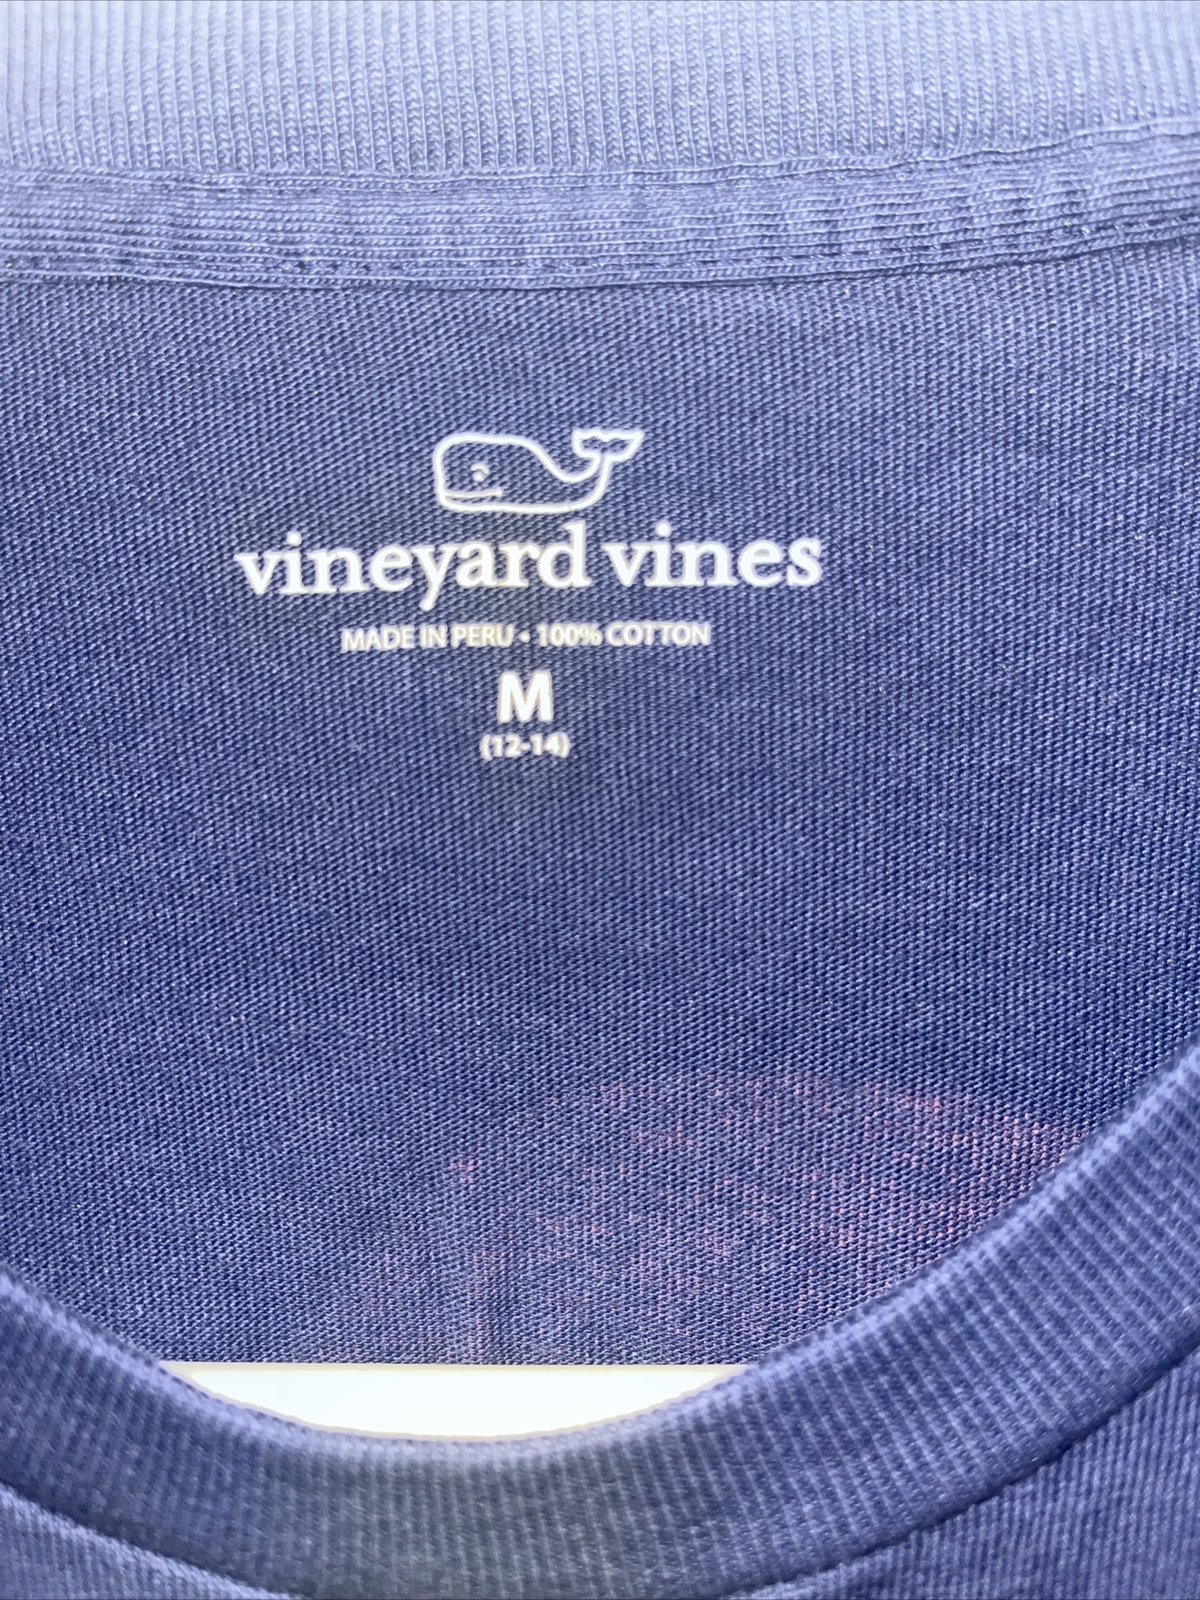 vineyard vines
MADE IN PERU • 100% COTTON
M
(12-14)